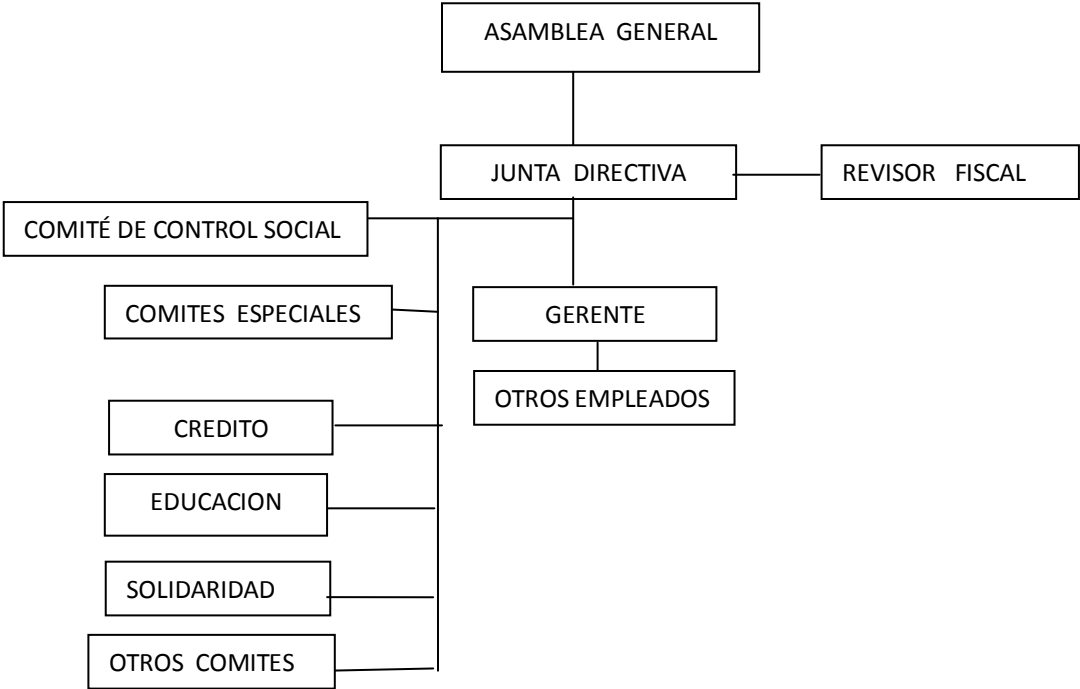 ASAMBLEA GENERAL
JUNTA DIRECTIVA
REVISOR FISCAL
COMITÉ DE CONTROL SOCIAL
COMITES ESPECIALES
GERENTE
OTROS EMPLEADOS
CREDITO
EDUCACION
SOLIDARIDAD
OTROS COMITES